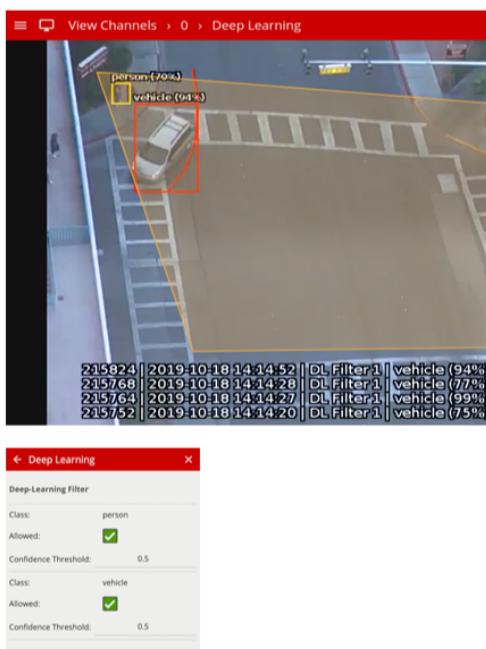 View Channels › 0 › Deep Learning
person (70%)
vehicle (94%)
215824 | 2019-10-18 14:14:52 | DL Filter 1 | vehicle (94%
215768 | 2019-10-18 14:14:28 | DL Filter 1 | vehicle (77%
215764 | 2019-10-18 14:14:27 | DL Filter 1 | vehicle (99%
215752 | 2019-10-18 14:14:20 | DL Filter 1 | vehicle (75%
← Deep Learning ×
Deep-Learning Filter
Class: person
Allowed:
Confidence Threshold: 0.5
Class: vehicle
Allowed:
Confidence Threshold: 0.5